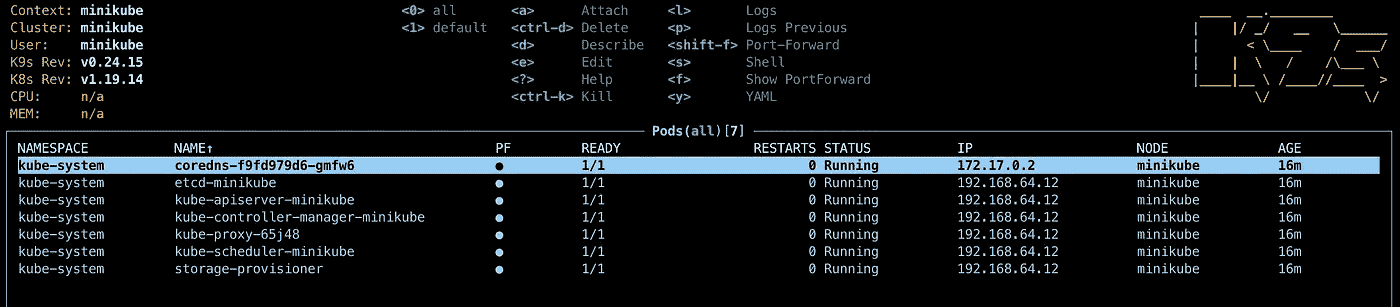 Context: minikube <0> all <a> Attach <l> Logs
Cluster: minikube <1> default <ctrl-d> Delete <p> Logs Previous
User: minikube <d> Describe <shift-f> Port-Forward
K9s Rev: v0.24.15 <e> Edit <s> Shell
K8s Rev: v1.19.14 <?> Help <f> Show PortForward
CPU: n/a <ctrl-k> Kill <y> YAML
MEM: n/a
K9s
Pods(all)[7]
NAMESPACE NAME↑ PF READY RESTARTS STATUS IP NODE AGE
kube-system coredns-f9fd979d6-gmfw6 ● 1/1 0 Running 172.17.0.2 minikube 16m
kube-system etcd-minikube ● 1/1 0 Running 192.168.64.12 minikube 16m
kube-system kube-apiserver-minikube ● 1/1 0 Running 192.168.64.12 minikube 16m
kube-system kube-controller-manager-minikube ● 1/1 0 Running 192.168.64.12 minikube 16m
kube-system kube-proxy-65j48 ● 1/1 0 Running 192.168.64.12 minikube 16m
kube-system kube-scheduler-minikube ● 1/1 0 Running 192.168.64.12 minikube 16m
kube-system storage-provisioner ● 1/1 0 Running 192.168.64.12 minikube 16m